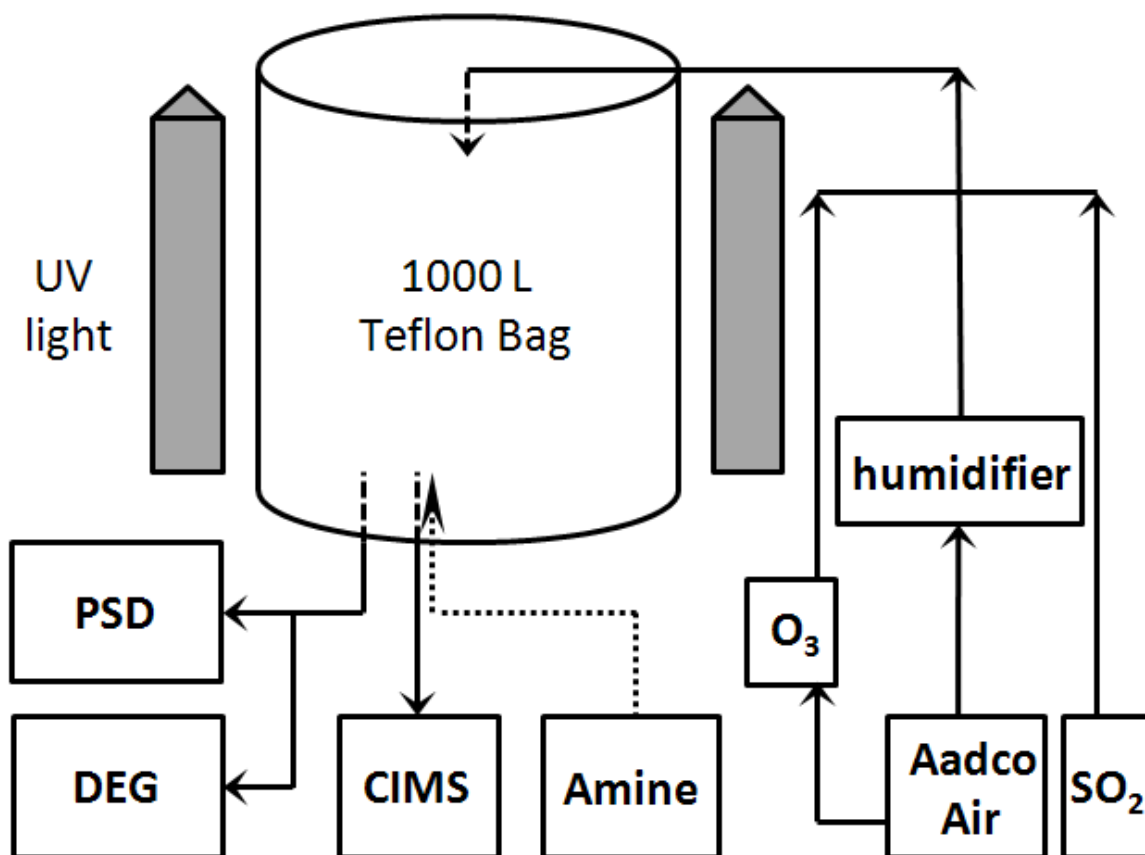 UV
light
1000 L
Teflon Bag
humidifier
PSD
O₃
DEG
CIMS
Amine
Aadco
Air
SO₂